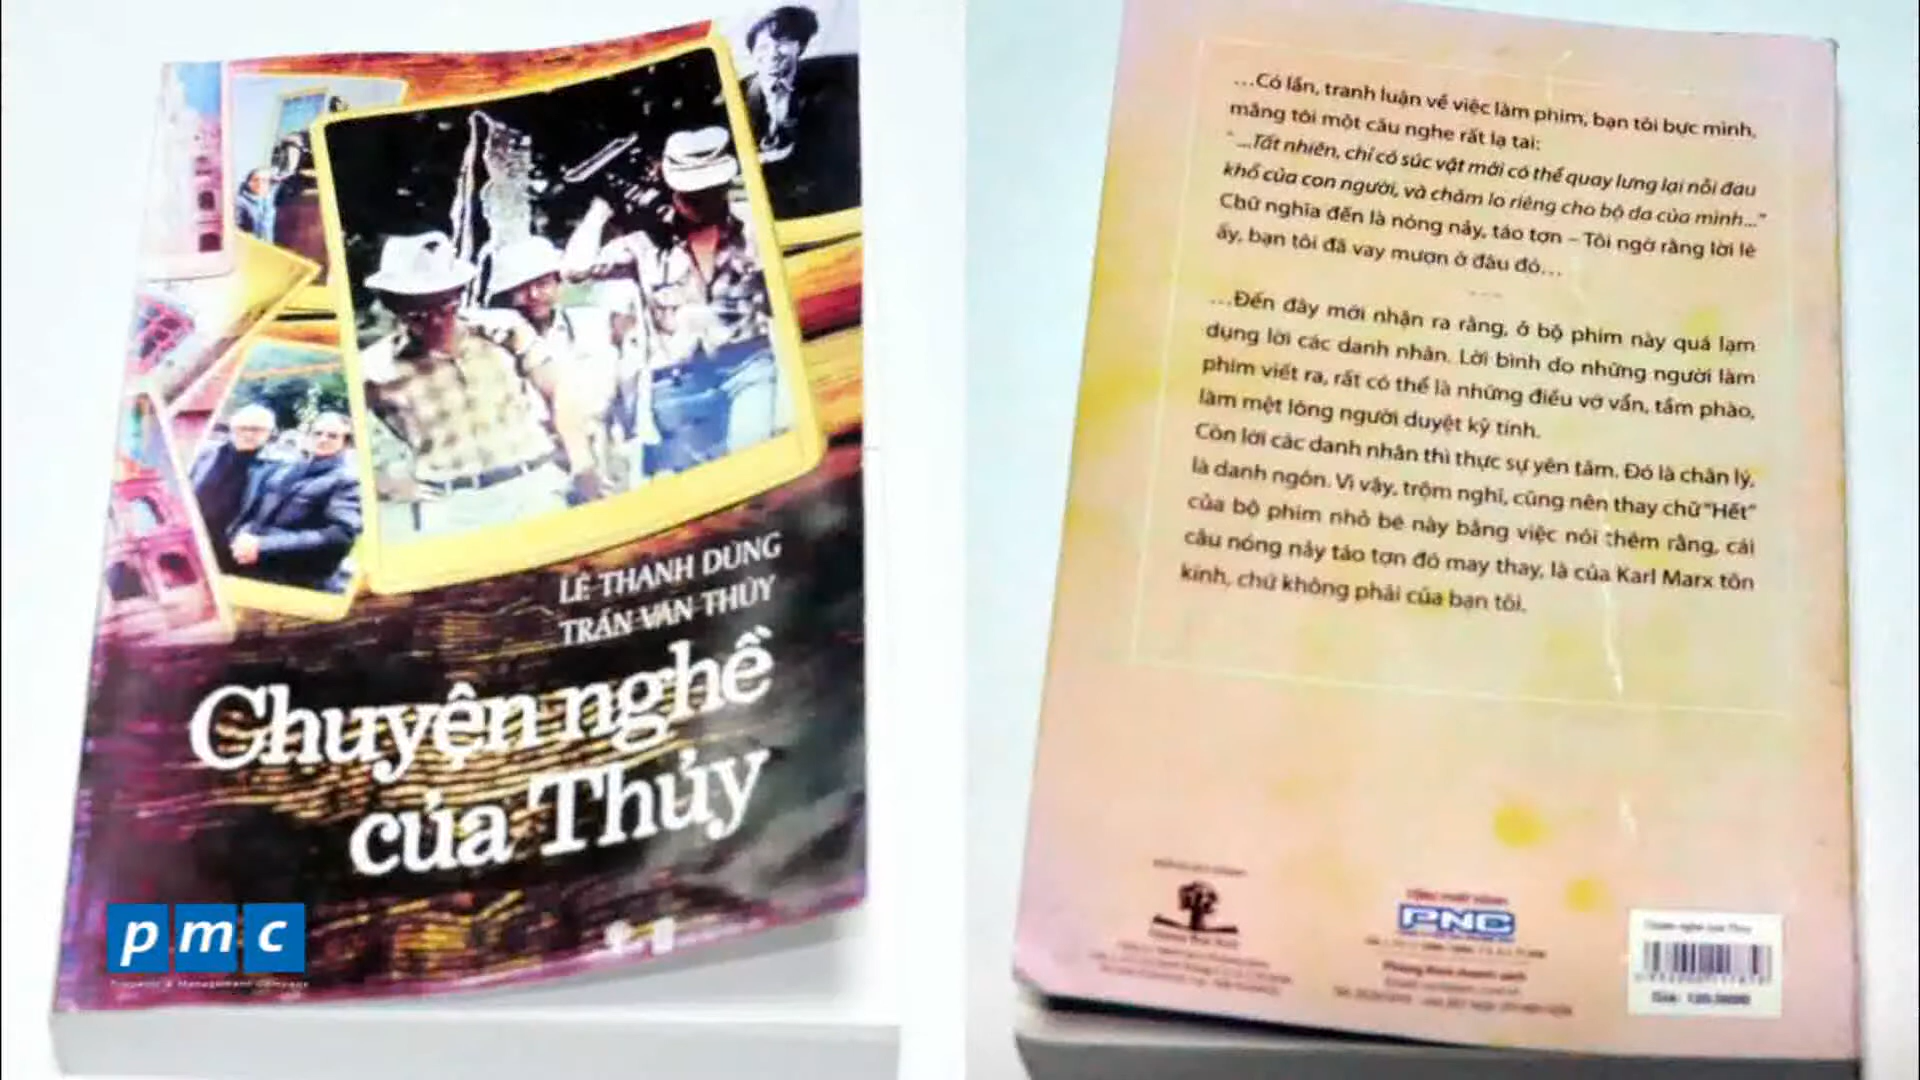 LÊ THANH DŨNG
TRẦN VĂN THỦY
Chuyện nghề
của Thủy
pmc
Property & Management Company
...Có lần, tranh luận về việc làm phim, bạn tôi bực mình,
mắng tôi một câu nghe rất lạ tai:
"...Tất nhiên, chỉ có súc vật mới có thể quay lưng lại nỗi đau
khổ của con người, và chăm lo riêng cho bộ da của mình..."
Chữ nghĩa đến là nóng nảy, táo tợn – Tôi ngờ rằng lời lẽ
ấy, bạn tôi đã vay mượn ở đâu đó...
---
...Đến đây mới nhận ra rằng, ở bộ phim này quá lạm
dụng lời các danh nhân. Lời bình do những người làm
phim viết ra, rất có thể là những điều vớ vẩn, tầm phào,
làm mệt lòng người duyệt kỹ tính.
Còn lời các danh nhân thì thực sự yên tâm. Đó là chân lý,
là danh ngôn. Vì vậy, trộm nghĩ, cũng nên thay chữ "Hết"
của bộ phim nhỏ bé này bằng việc nói thêm rằng, cái
câu nóng nảy táo tợn đó may thay, là của Karl Marx tôn
kính, chứ không phải của bạn tôi.
PNC